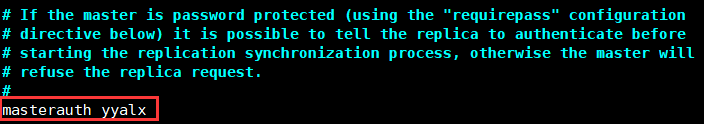 # If the master is password protected (using the "requirepass" configuration
# directive below) it is possible to tell the replica to authenticate before
# starting the replication synchronization process, otherwise the master will
# refuse the replica request.
#
masterauth yyalx